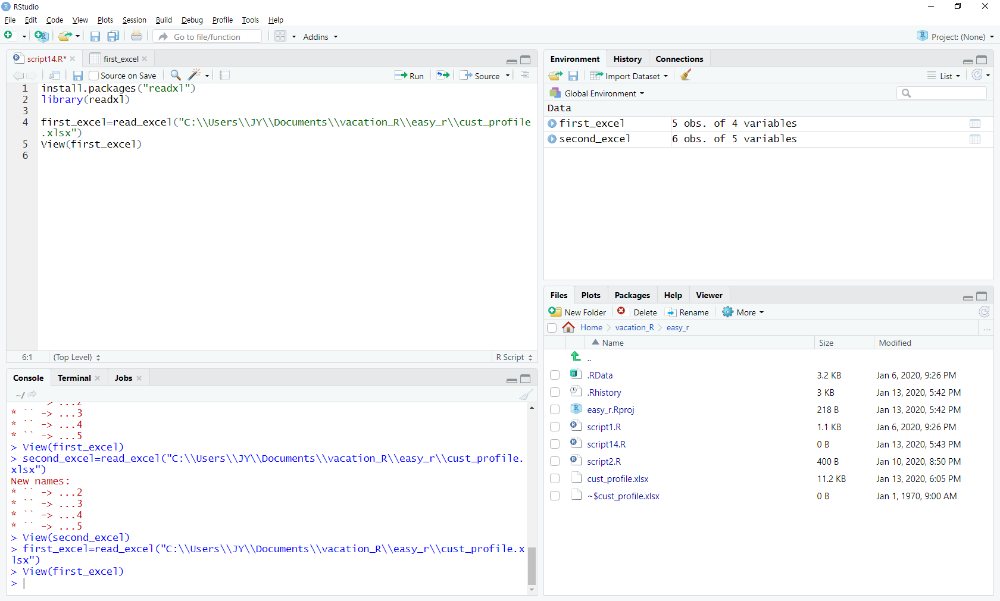 RStudio
File Edit Code View Plots Session Build Debug Profile Tools Help
Go to file/function Addins Project: (None)
script14.R* first_excel
Source on Save Run Source
1 install.packages("readxl")
2 library(readxl)
3
4 first_excel=read_excel("C:\\Users\\JY\\Documents\\vacation_R\\easy_r\\cust_profile
.xlsx")
5 View(first_excel)
6
6:1 (Top Level) R Script
Console Terminal Jobs
~/
> ...2
* `` -> ...3
* `` -> ...4
* `` -> ...5
> View(first_excel)
> second_excel=read_excel("C:\\Users\\JY\\Documents\\vacation_R\\easy_r\\cust_profile.
xlsx")
New names:
* `` -> ...2
* `` -> ...3
* `` -> ...4
* `` -> ...5
> View(second_excel)
> first_excel=read_excel("C:\\Users\\JY\\Documents\\vacation_R\\easy_r\\cust_profile.x
lsx")
> View(first_excel)
>
Environment History Connections
Import Dataset List
Global Environment
Data
first_excel 5 obs. of 4 variables
second_excel 6 obs. of 5 variables
Files Plots Packages Help Viewer
New Folder Delete Rename More
Home vacation_R easy_r ...
Name Size Modified
..
.RData 3.2 KB Jan 6, 2020, 9:26 PM
.Rhistory 3 KB Jan 13, 2020, 5:42 PM
easy_r.Rproj 218 B Jan 13, 2020, 5:42 PM
script1.R 1.1 KB Jan 6, 2020, 9:26 PM
script14.R 0 B Jan 13, 2020, 5:43 PM
script2.R 400 B Jan 10, 2020, 8:50 PM
cust_profile.xlsx 11.2 KB Jan 13, 2020, 6:05 PM
~$cust_profile.xlsx 0 B Jan 1, 1970, 9:00 AM